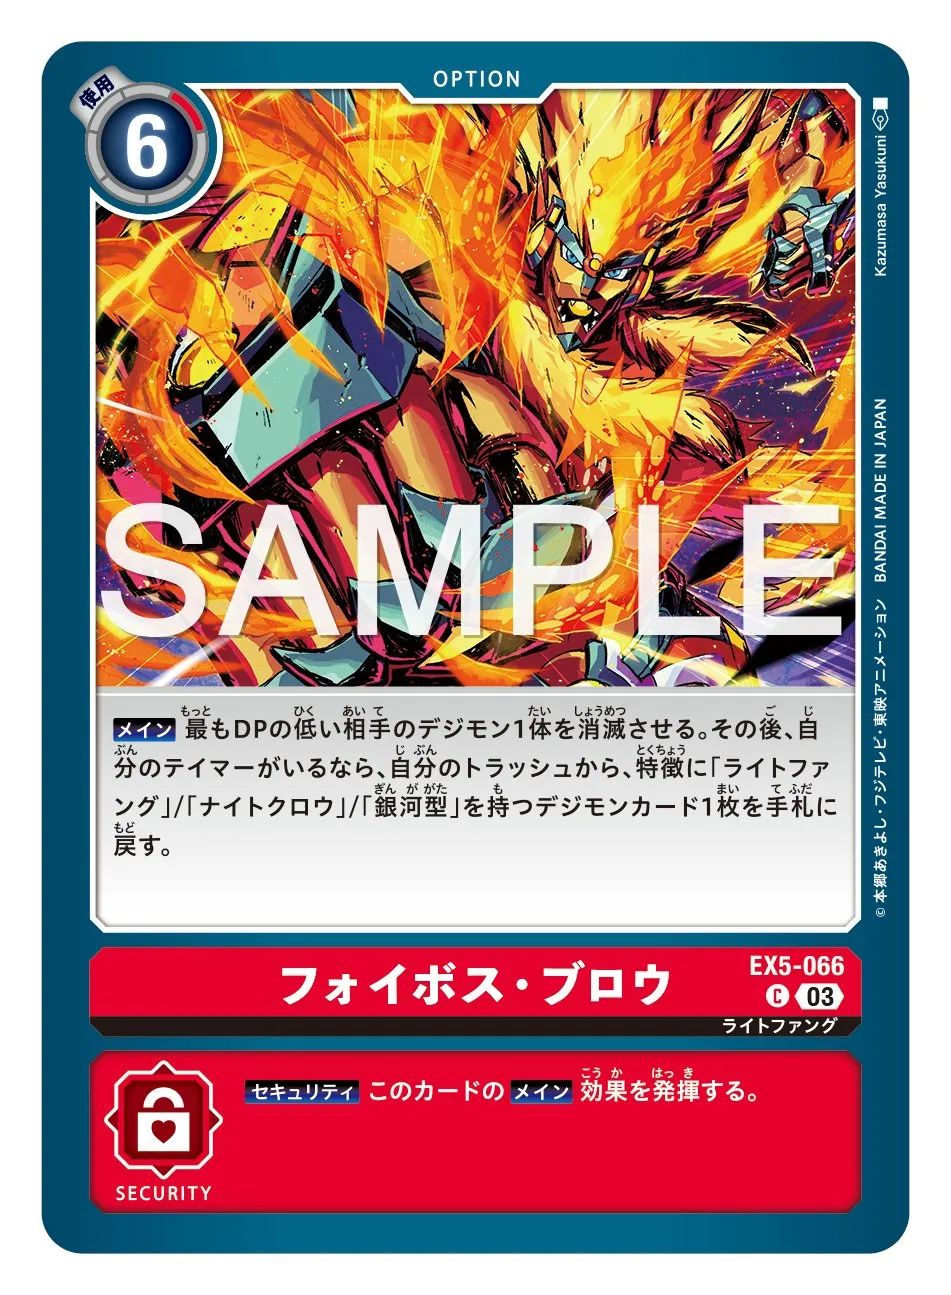 OPTION
使用
6
Kazumasa Yasukuni
BANDAI MADE IN JAPAN
©本郷あきよし・フジテレビ・東映アニメーション
SAMPLE
メイン 最もDPの低い相手のデジモン1体を消滅させる。その後、自
分のテイマーがいるなら、自分のトラッシュから、特徴に「ライトファ
ング」/「ナイトクロウ」/「銀河型」を持つデジモンカード1枚を手札に
戻す。
フォイボス・ブロウ
EX5-066
C 03
ライトファング
セキュリティ このカードの メイン 効果を発揮する。
SECURITY